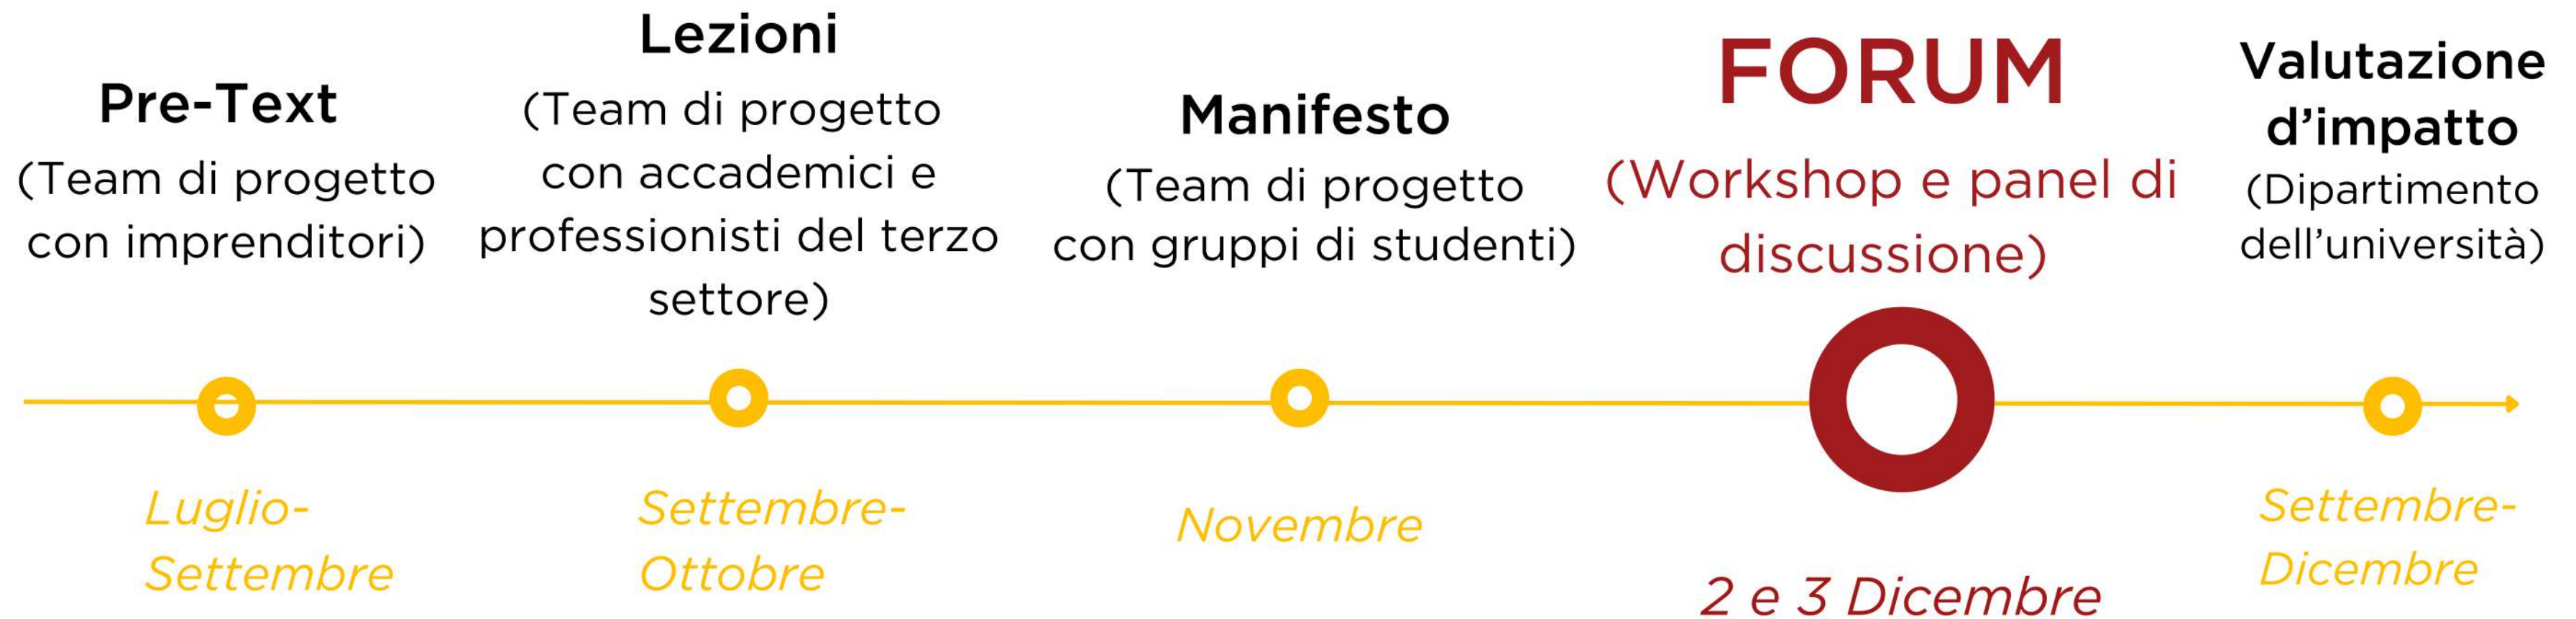 Pre-Text
(Team di progetto
con imprenditori)
Luglio-
Settembre
Lezioni
(Team di progetto
con accademici e
professionisti del terzo
settore)
Settembre-
Ottobre
Manifesto
(Team di progetto
con gruppi di studenti)
Novembre
FORUM
(Workshop e panel di
discussione)
2 e 3 Dicembre
Valutazione
d’impatto
(Dipartimento
dell’università)
Settembre-
Dicembre